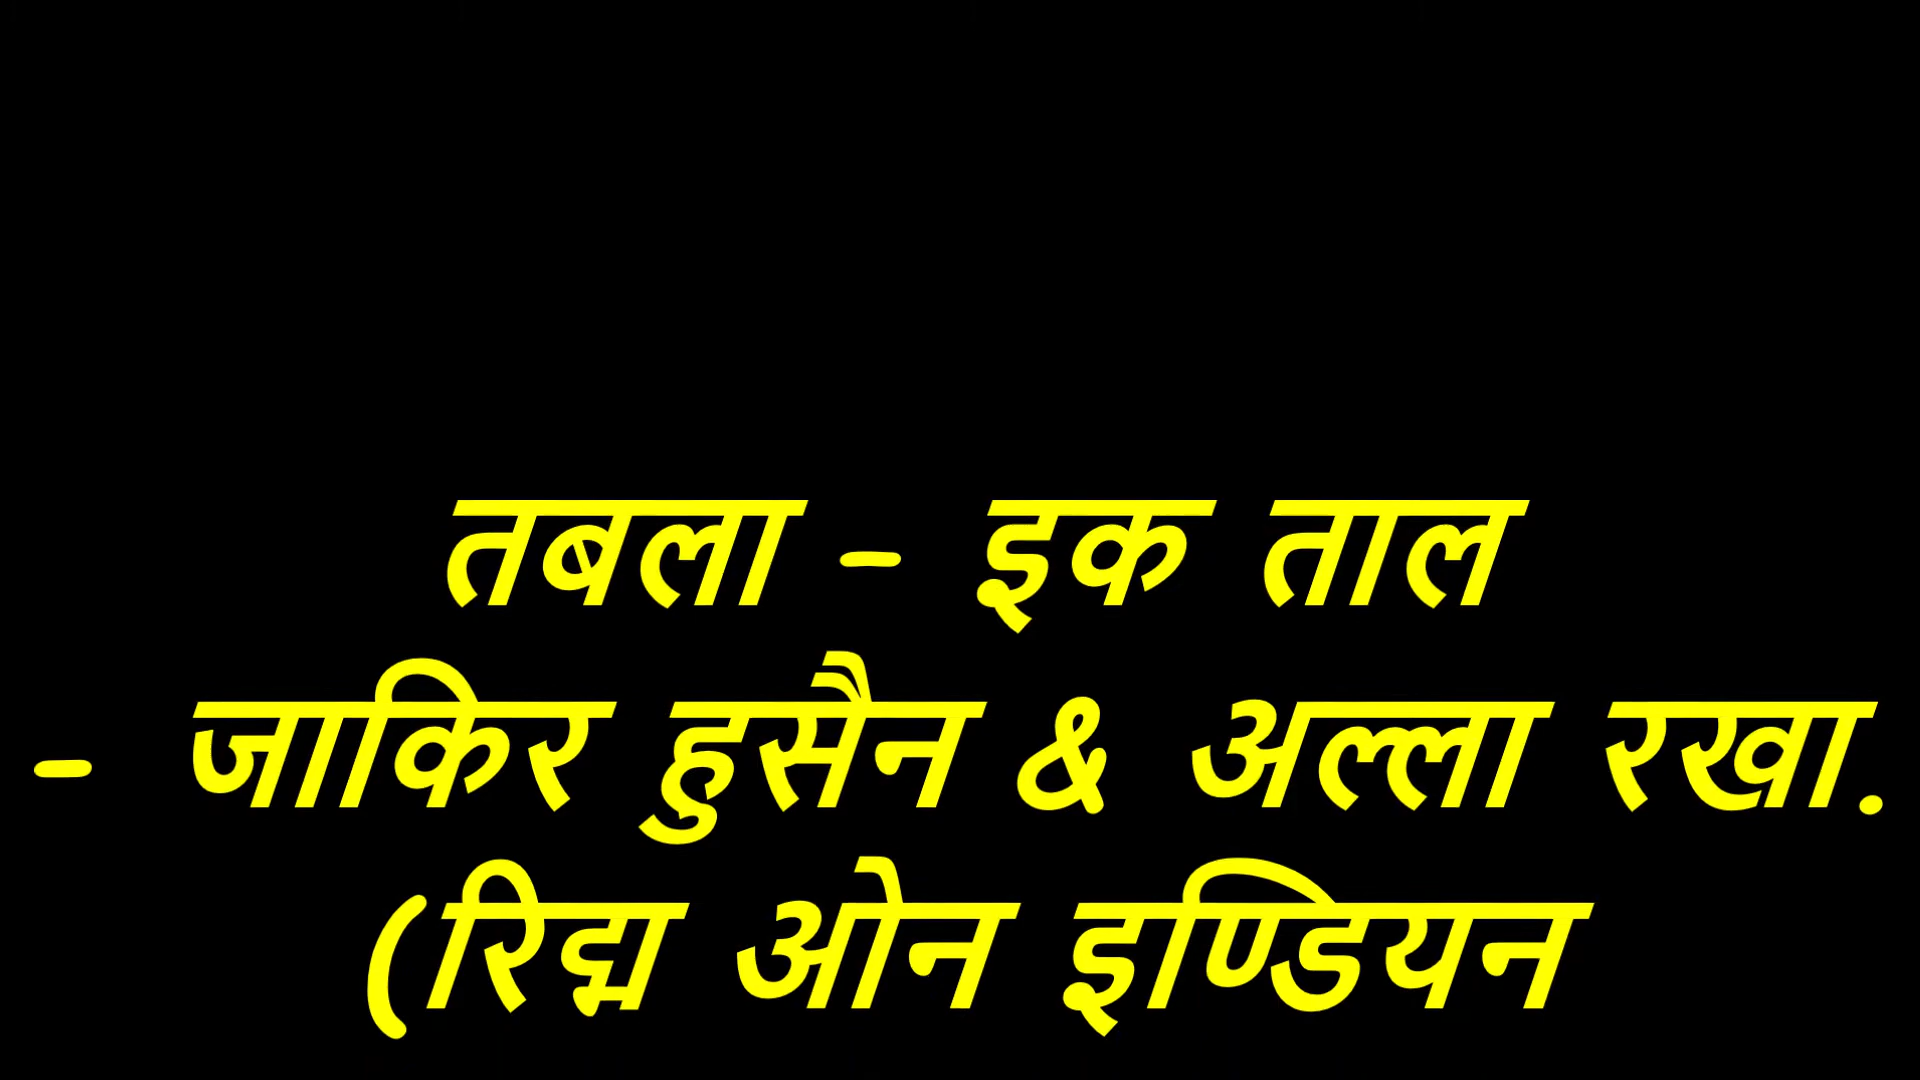 तबला - इक ताल
- जाकिर हुसैन & अल्ला रखा.
(रिद्म ओन इण्डियन